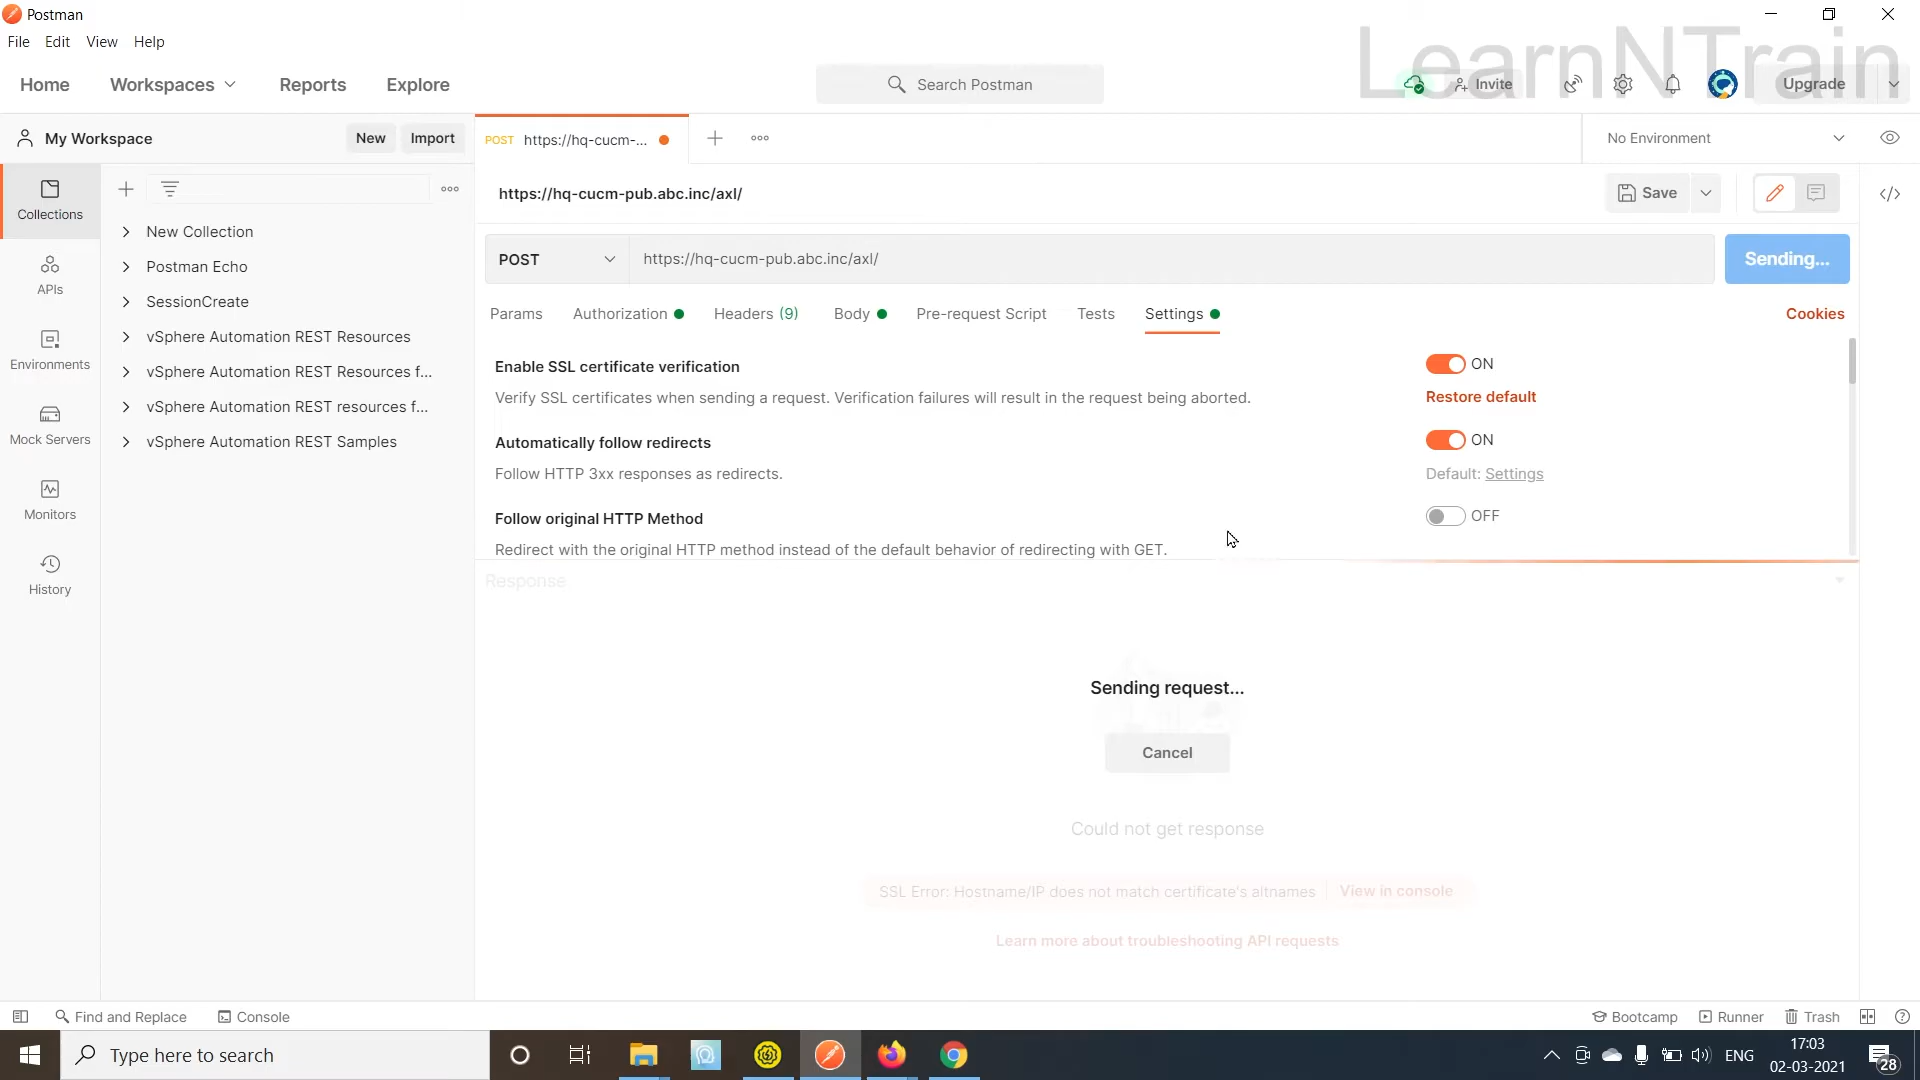 Postman
File Edit View Help
LearnNTrain
Home Workspaces Reports Explore
Search Postman
Invite
Upgrade
My Workspace New Import
POST https://hq-cucm-...
No Environment
https://hq-cucm-pub.abc.inc/axl/
Save
POST https://hq-cucm-pub.abc.inc/axl/ Sending...
Params Authorization Headers (9) Body Pre-request Script Tests Settings Cookies
Collections
APIs
Environments
Mock Servers
Monitors
History
New Collection
Postman Echo
SessionCreate
vSphere Automation REST Resources
vSphere Automation REST Resources f...
vSphere Automation REST resources f...
vSphere Automation REST Samples
Enable SSL certificate verification
ON
Verify SSL certificates when sending a request. Verification failures will result in the request being aborted.
Restore default
Automatically follow redirects
ON
Follow HTTP 3xx responses as redirects.
Default: Settings
Follow original HTTP Method
OFF
Redirect with the original HTTP method instead of the default behavior of redirecting with GET.
Response
Sending request...
Cancel
Could not get response
SSL Error: Hostname/IP does not match certificate's altnames View in console
Learn more about troubleshooting API requests
Find and Replace Console
Bootcamp Runner Trash
Type here to search
ENG
17:03
02-03-2021
28